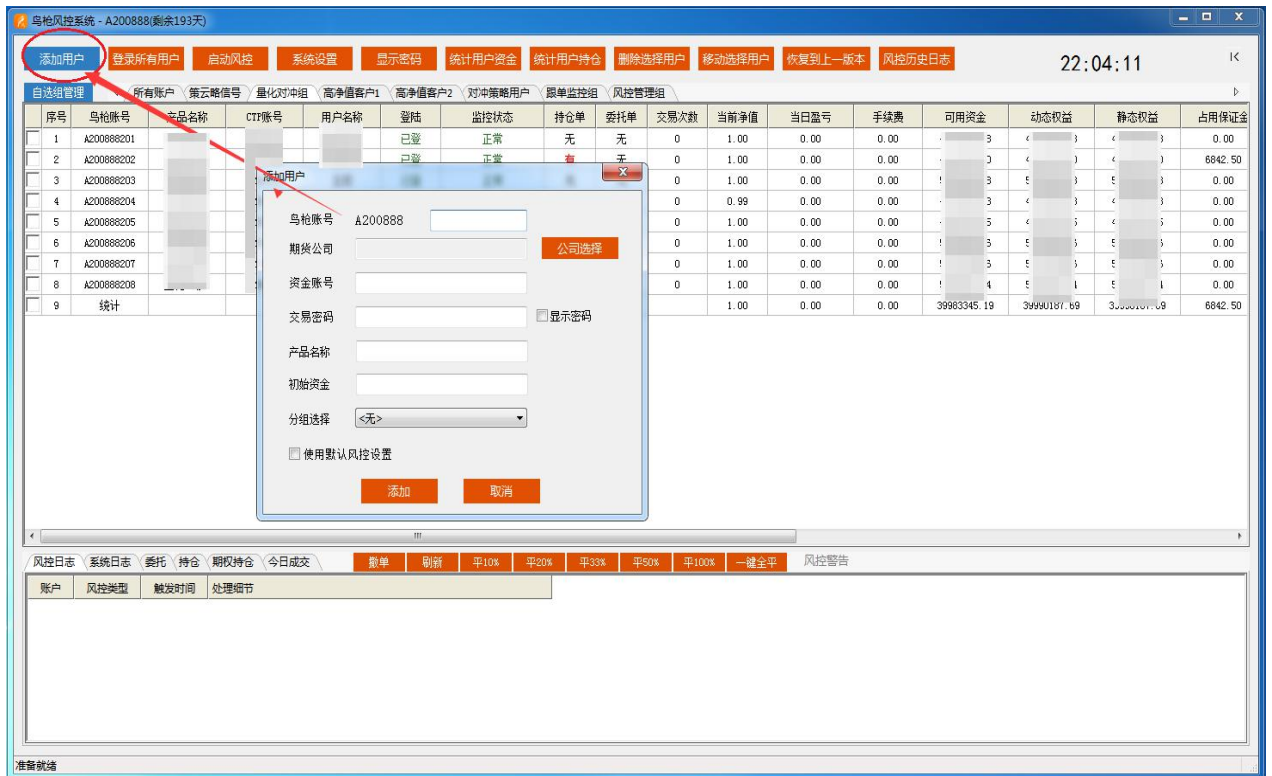 鸟枪风控系统 - A200888(剩余193天)
添加用户 登录所有用户 启动风控 系统设置 显示密码 统计用户资金 统计用户持仓 删除选择用户 移动选择用户 恢复到上一版本 风控历史日志 22:04:11
自选组管理 所有账户 策云略信号 量化对冲组 高净值客户1 高净值客户2 对冲策略用户 跟单监控组 风控管理组
序号 鸟枪账号 产品名称 CTP账号 用户名称 登陆 监控状态 持仓单 委托单 交易次数 当前净值 当日盈亏 手续费 可用资金 动态权益 静态权益 占用保证金
1 A200888201 已登 正常 无 无 0 1.00 0.00 0.00 0.00
2 A200888202 已登 正常 有 无 0 1.00 0.00 0.00 6842.50
3 A200888203 0 1.00 0.00 0.00 0.00
4 A200888204 0 0.99 0.00 0.00 0.00
5 A200888205 0 1.00 0.00 0.00 0.00
6 A200888206 0 1.00 0.00 0.00 0.00
7 A200888207 0 1.00 0.00 0.00 0.00
8 A200888208 0 1.00 0.00 0.00 0.00
9 统计 1.00 0.00 0.00 39983345.19 39990187.69 6842.50
添加用户
鸟枪账号 A200888
期货公司 公司选择
资金账号
交易密码 显示密码
产品名称
初始资金
分组选择 <无>
使用默认风控设置
添加 取消
风控日志 系统日志 委托 持仓 期权持仓 今日成交 撤单 刷新 平10% 平20% 平33% 平50% 平100% 一键全平 风控警告
账户 风控类型 触发时间 处理细节
准备就绪